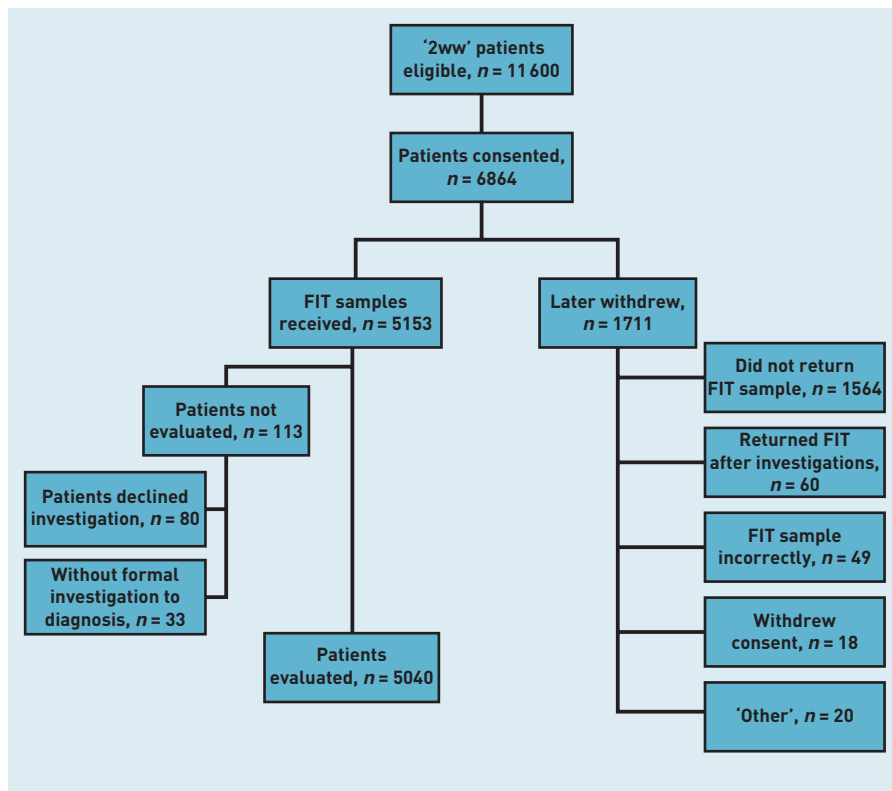 ‘2ww’ patients
eligible, n = 11 600
Patients consented,
n = 6864
FIT samples
received, n = 5153
Later withdrew,
n = 1711
Patients not
evaluated, n = 113
Patients declined
investigation, n = 80
Without formal
investigation to
diagnosis, n = 33
Patients
evaluated, n = 5040
Did not return
FIT sample, n = 1564
Returned FIT
after investigations,
n = 60
FIT sample
incorrectly, n = 49
Withdrew
consent, n = 18
‘Other’, n = 20